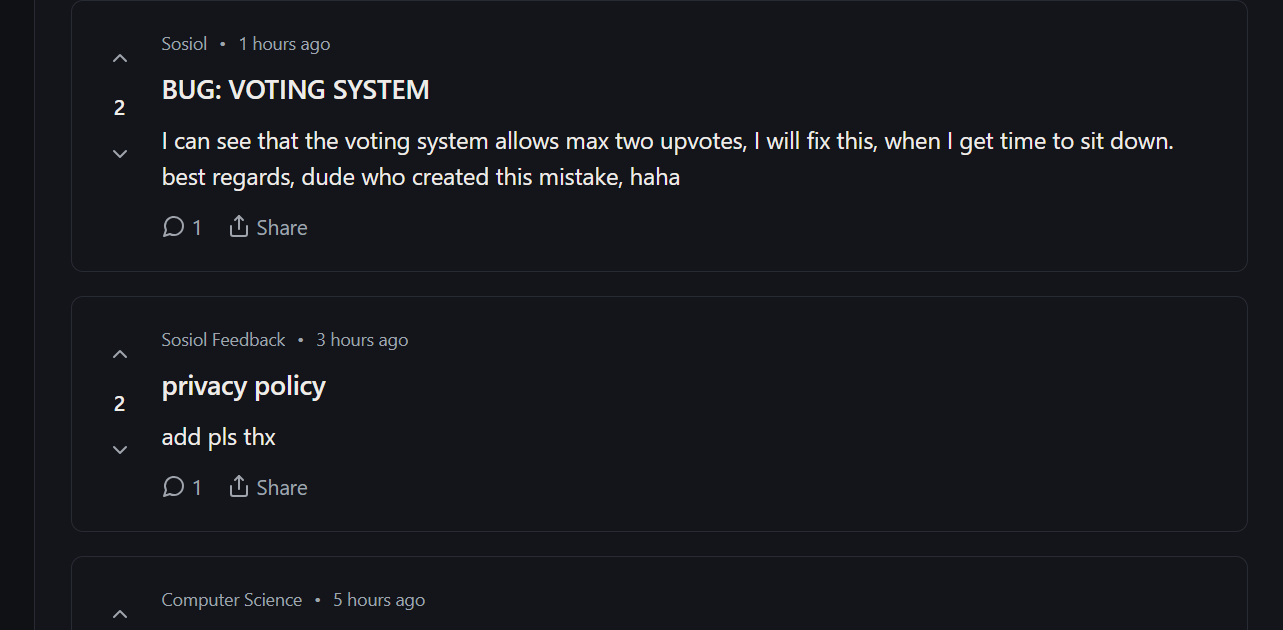 Sosiol • 1 hours ago
BUG: VOTING SYSTEM
2
I can see that the voting system allows max two upvotes, I will fix this, when I get time to sit down.
best regards, dude who created this mistake, haha
1 Share
Sosiol Feedback • 3 hours ago
privacy policy
2
add pls thx
1 Share
Computer Science • 5 hours ago